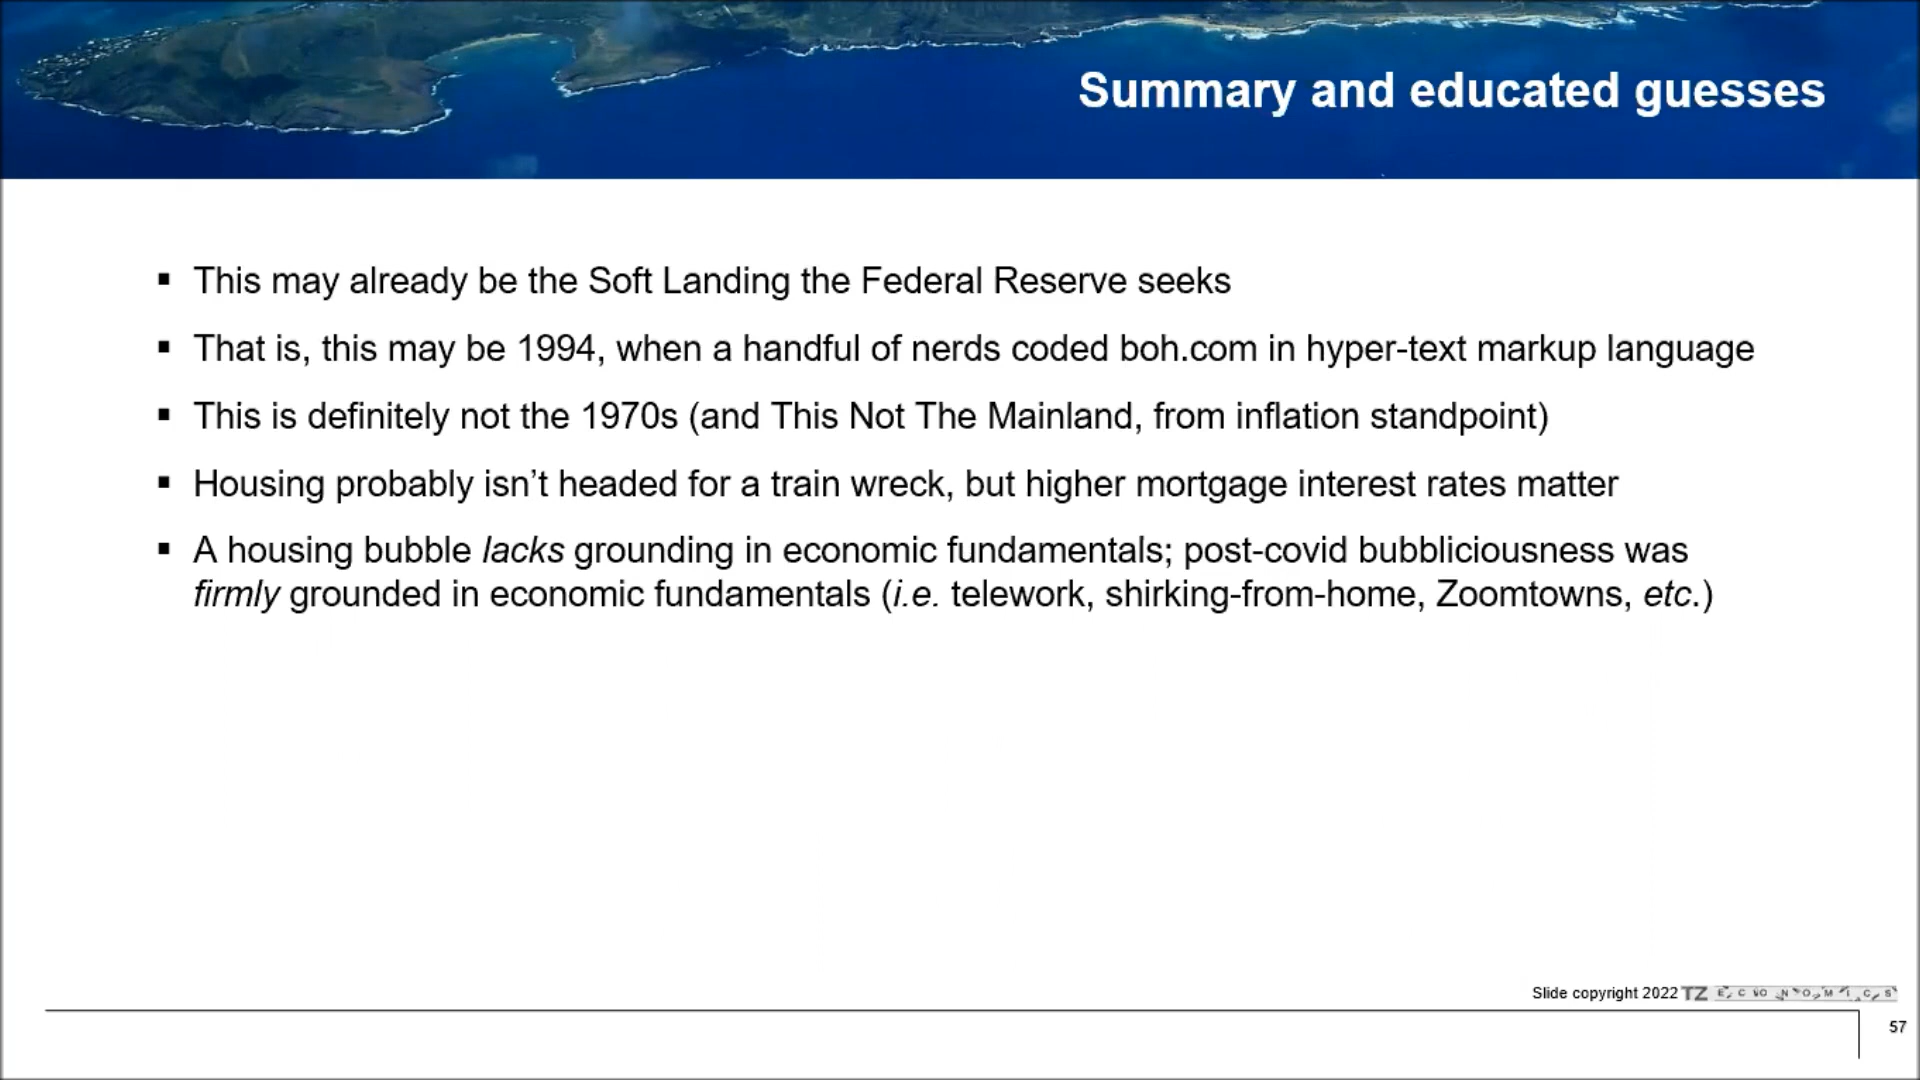 Summary and educated guesses
▪ This may already be the Soft Landing the Federal Reserve seeks
▪ That is, this may be 1994, when a handful of nerds coded boh.com in hyper-text markup language
▪ This is definitely not the 1970s (and This Not The Mainland, from inflation standpoint)
▪ Housing probably isn’t headed for a train wreck, but higher mortgage interest rates matter
▪ A housing bubble lacks grounding in economic fundamentals; post-covid bubbliciousness was
firmly grounded in economic fundamentals (i.e. telework, shirking-from-home, Zoomtowns, etc.)
Slide copyright 2022 TZ ECONOMICS
57